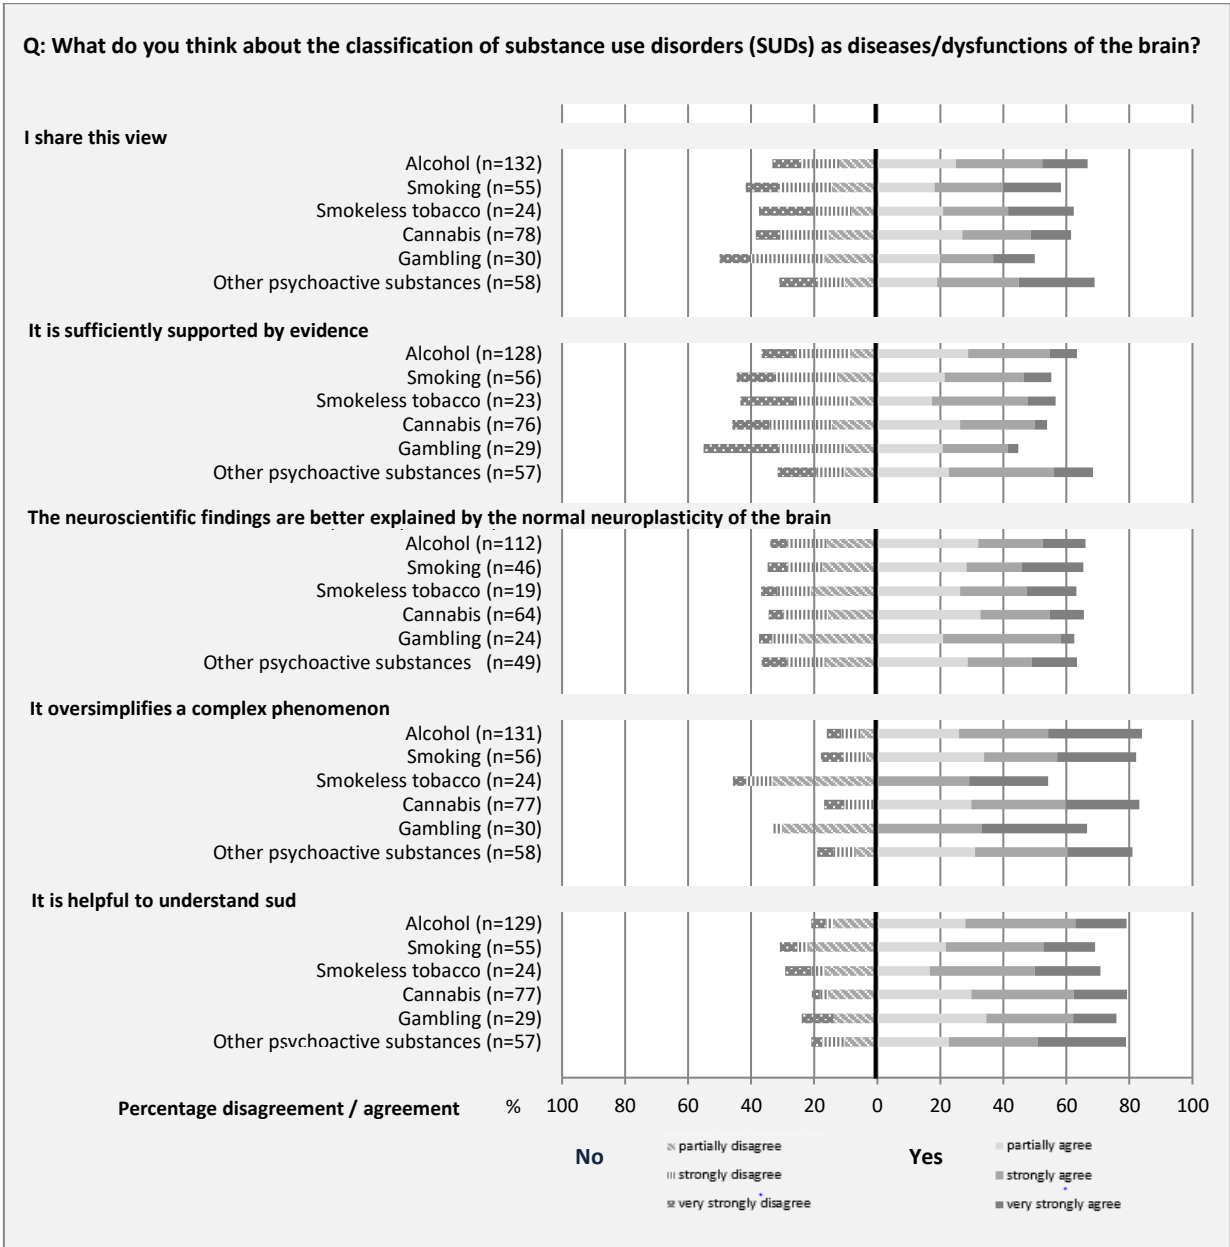 Q: What do you think about the classification of substance use disorders (SUDs) as diseases/dysfunctions of the brain?
I share this view
Alcohol (n=132)
Smoking (n=55)
Smokeless tobacco (n=24)
Cannabis (n=78)
Gambling (n=30)
Other psychoactive substances (n=58)
It is sufficiently supported by evidence
Alcohol (n=128)
Smoking (n=56)
Smokeless tobacco (n=23)
Cannabis (n=76)
Gambling (n=29)
Other psychoactive substances (n=57)
The neuroscientific findings are better explained by the normal neuroplasticity of the brain
Alcohol (n=112)
Smoking (n=46)
Smokeless tobacco (n=19)
Cannabis (n=64)
Gambling (n=24)
Other psychoactive substances (n=49)
It oversimplifies a complex phenomenon
Alcohol (n=131)
Smoking (n=56)
Smokeless tobacco (n=24)
Cannabis (n=77)
Gambling (n=30)
Other psychoactive substances (n=58)
It is helpful to understand sud
Alcohol (n=129)
Smoking (n=55)
Smokeless tobacco (n=24)
Cannabis (n=77)
Gambling (n=29)
Other psychoactive substances (n=57)
Percentage disagreement / agreement % 100 80 60 40 20 0 20 40 60 80 100
No partially disagree Yes partially agree
strongly disagree strongly agree
very strongly disagree very strongly agree